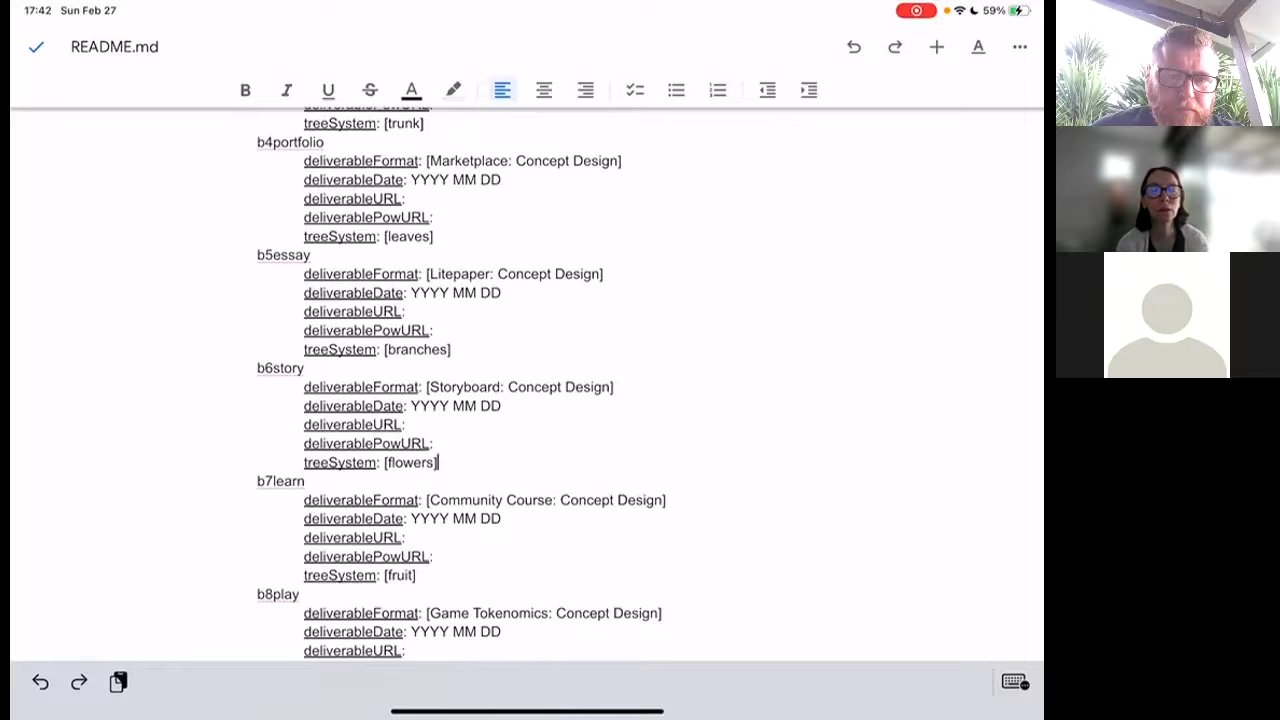 17:42 Sun Feb 27
59%
README.md
B I U S A
treeSystem: [trunk]
b4portfolio
deliverableFormat: [Marketplace: Concept Design]
deliverableDate: YYYY MM DD
deliverableURL:
deliverablePowURL:
treeSystem: [leaves]
b5essay
deliverableFormat: [Litepaper: Concept Design]
deliverableDate: YYYY MM DD
deliverableURL:
deliverablePowURL:
treeSystem: [branches]
b6story
deliverableFormat: [Storyboard: Concept Design]
deliverableDate: YYYY MM DD
deliverableURL:
deliverablePowURL:
treeSystem: [flowers]
b7learn
deliverableFormat: [Community Course: Concept Design]
deliverableDate: YYYY MM DD
deliverableURL:
deliverablePowURL:
treeSystem: [fruit]
b8play
deliverableFormat: [Game Tokenomics: Concept Design]
deliverableDate: YYYY MM DD
deliverableURL: